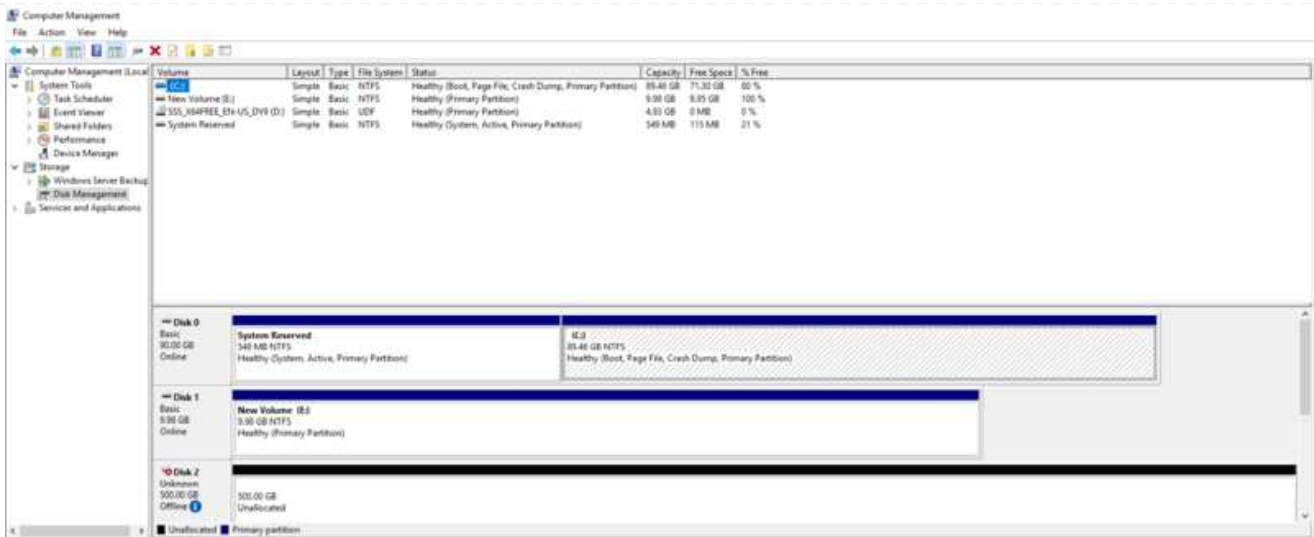 Computer Management
File Action View Help
Computer Management (Local
System Tools
Task Scheduler
Event Viewer
Shared Folders
Performance
Device Manager
Storage
Windows Server Backup
Disk Management
Services and Applications
Volume Layout Type File System Status Capacity Free Space % Free
(C:) Simple Basic NTFS Healthy (Boot, Page File, Crash Dump, Primary Partition) 89.46 GB 71.30 GB 80 %
New Volume (E:) Simple Basic NTFS Healthy (Primary Partition) 9.98 GB 9.95 GB 100 %
SSS_X64FREE_EN-US_DV9 (D:) Simple Basic UDF Healthy (Primary Partition) 4.93 GB 0 MB 0 %
System Reserved Simple Basic NTFS Healthy (System, Active, Primary Partition) 549 MB 115 MB 21 %
Disk 0
Basic
90.00 GB
Online
System Reserved
549 MB NTFS
Healthy (System, Active, Primary Partition)
(C:)
89.46 GB NTFS
Healthy (Boot, Page File, Crash Dump, Primary Partition)
Disk 1
Basic
9.98 GB
Online
New Volume (E:)
9.98 GB NTFS
Healthy (Primary Partition)
Disk 2
Unknown
500.00 GB
Offline
500.00 GB
Unallocated
Unallocated Primary partition